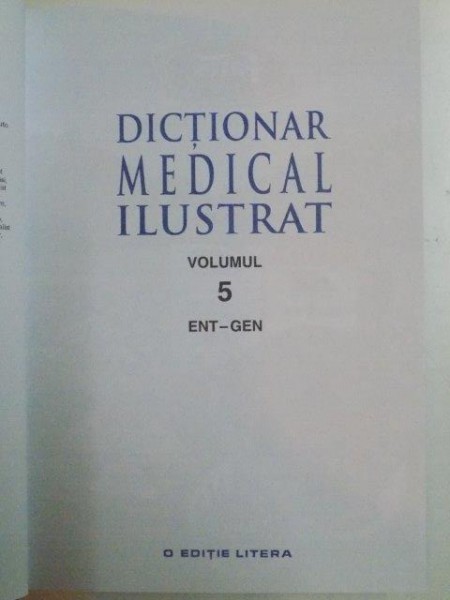 DICȚIONAR
MEDICAL
ILUSTRAT
VOLUMUL
5
ENT–GEN
O EDIȚIE LITERA